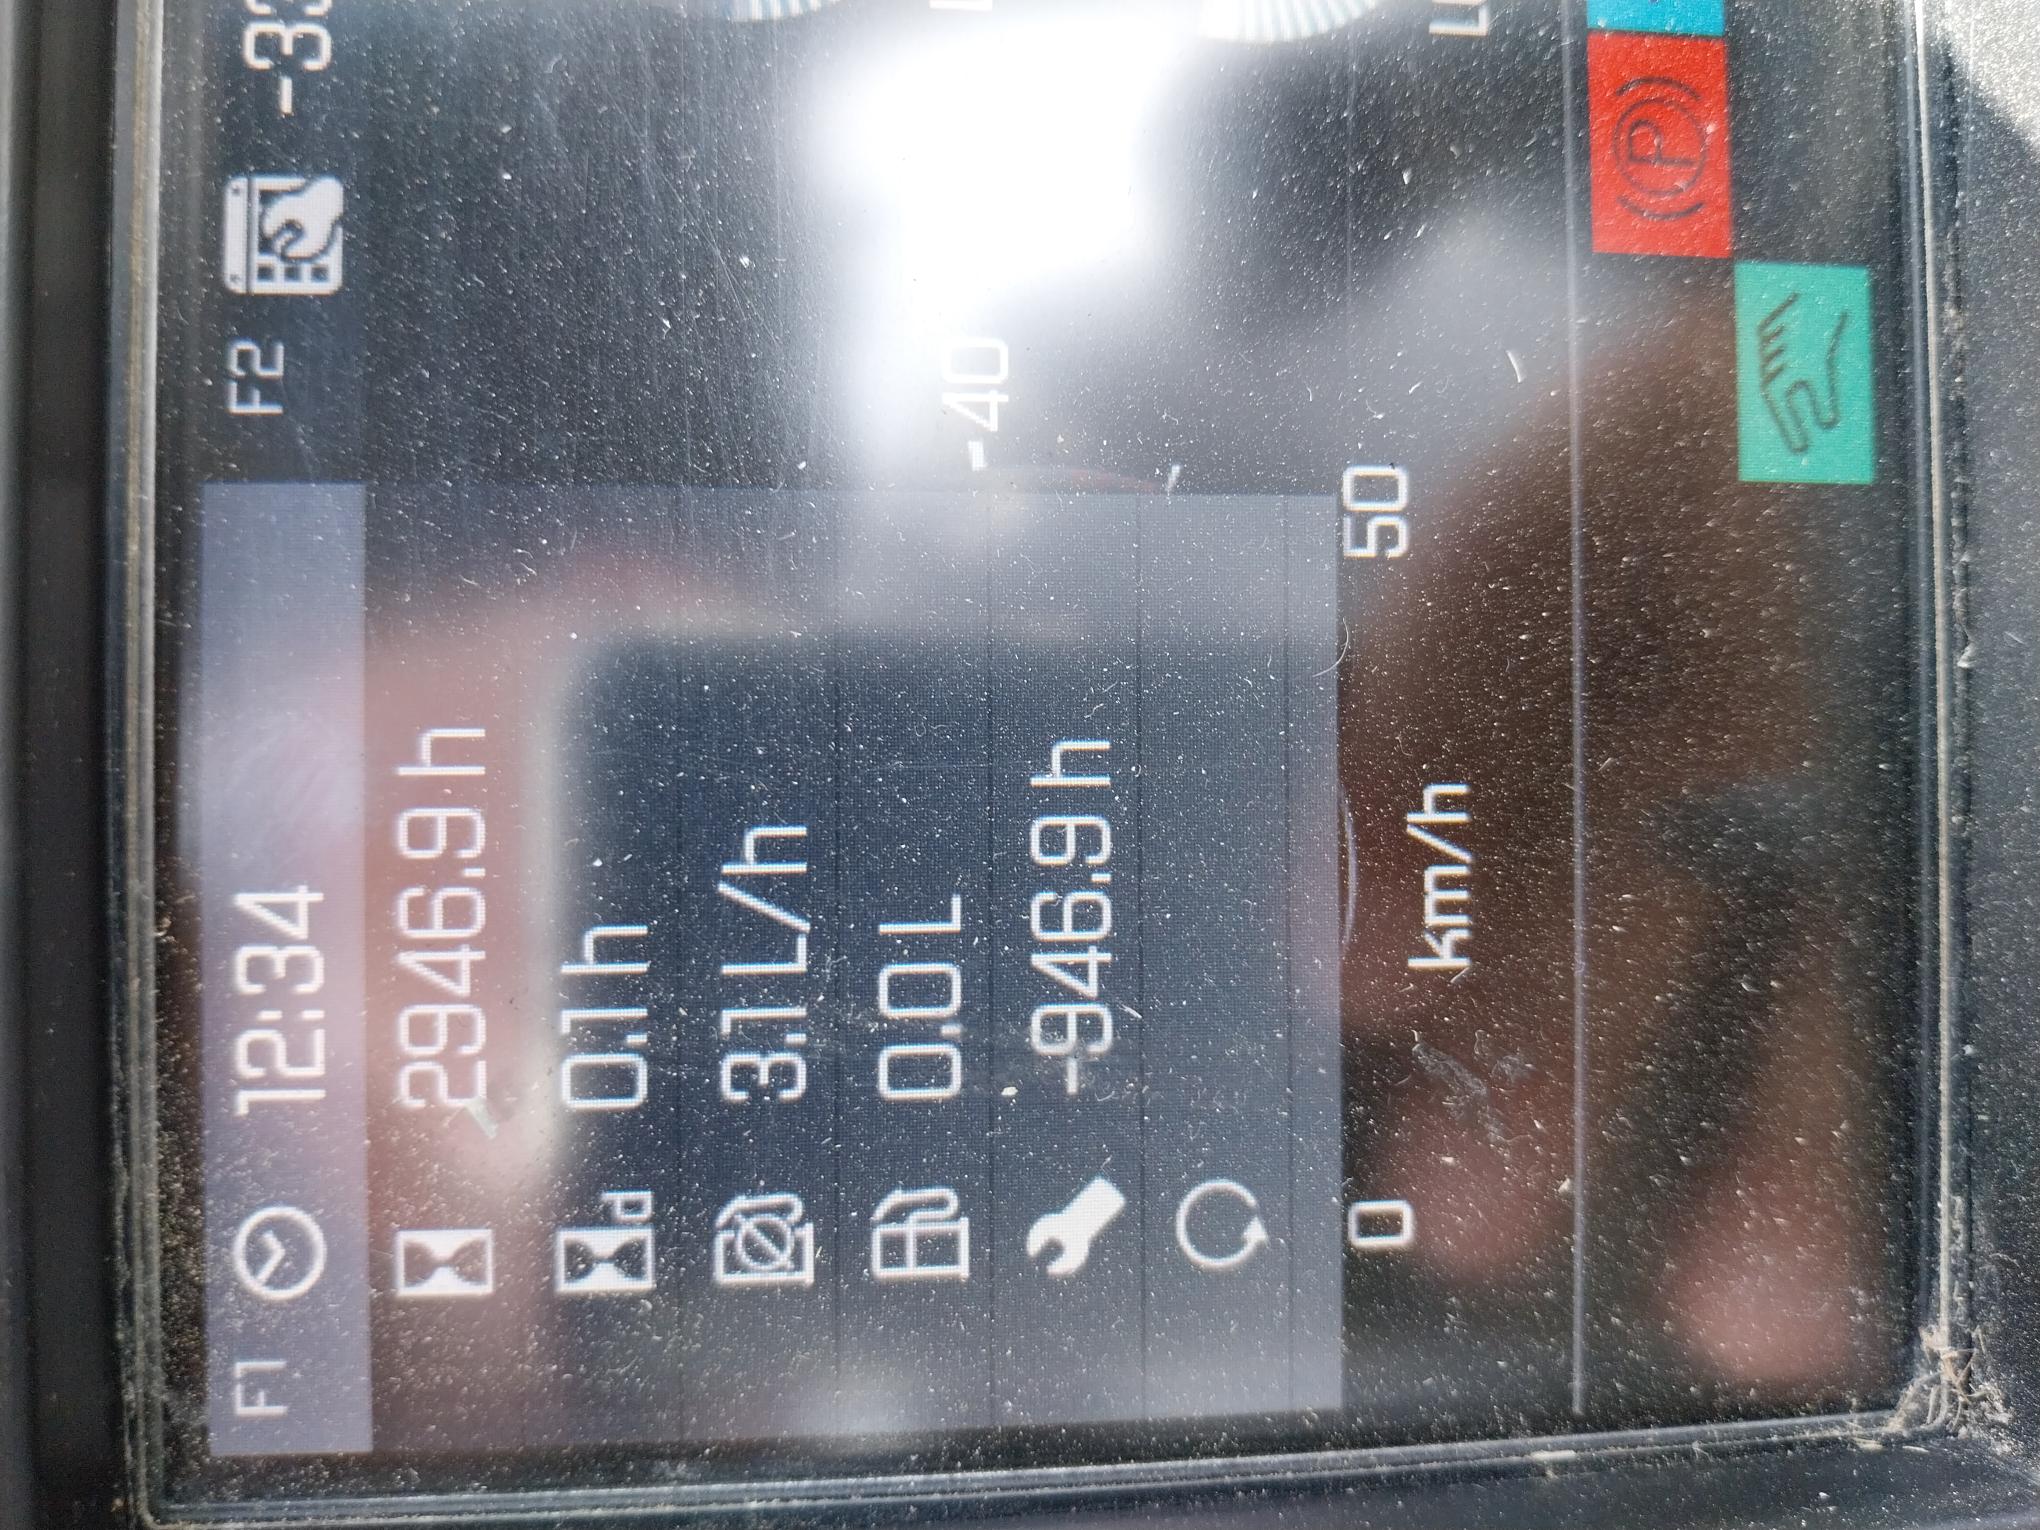 F1 12:34
F2
2946.9 h
0.1 h
d
3.1 L/h
0.0 L
-946.9 h
-40
0 50
km/h
P